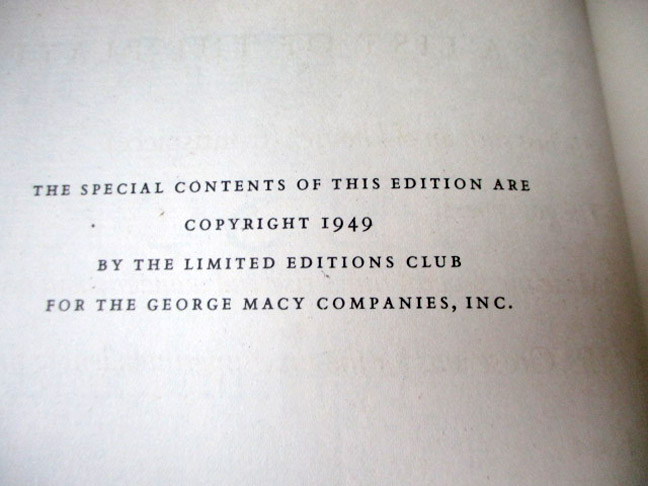 THE SPECIAL CONTENTS OF THIS EDITION ARE
COPYRIGHT 1949
BY THE LIMITED EDITIONS CLUB
FOR THE GEORGE MACY COMPANIES, INC.